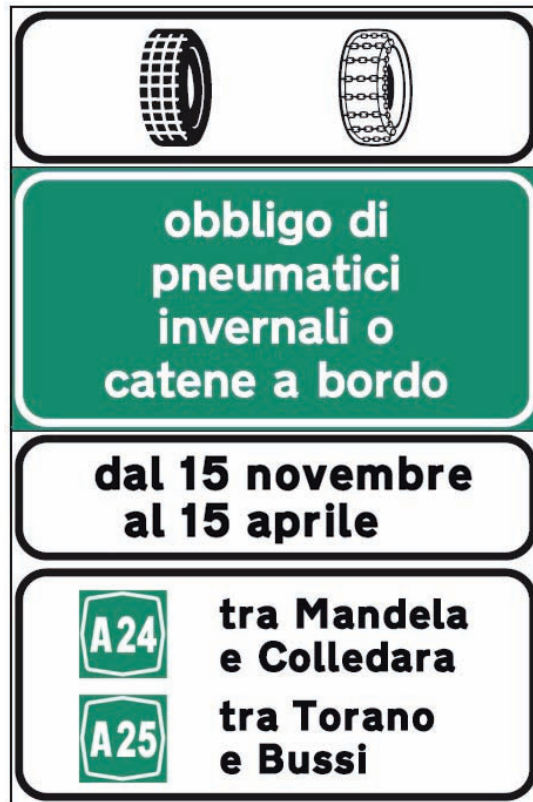 obbligo di
pneumatici
invernali o
catene a bordo
dal 15 novembre
al 15 aprile
A24 tra Mandela
e Colledara
A25 tra Torano
e Bussi